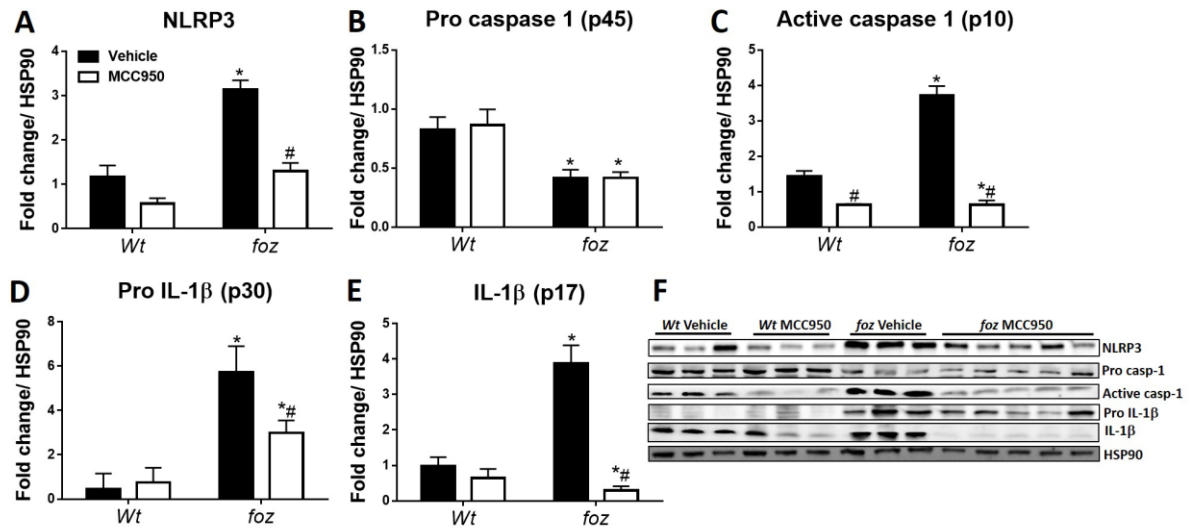 A
NLRP3
Fold change/ HSP90
4
3
2
1
0
Vehicle
MCC950
*
#
Wt
foz
B
Pro caspase 1 (p45)
Fold change/ HSP90
1.5
1.0
0.5
0.0
*
*
Wt
foz
C
Active caspase 1 (p10)
Fold change/ HSP90
5
4
3
2
1
0
#
*
*#
Wt
foz
D
Pro IL-1β (p30)
Fold change/ HSP90
8
6
4
2
0
*
*#
Wt
foz
E
IL-1β (p17)
Fold change/ HSP90
5
4
3
2
1
0
*
*#
Wt
foz
F
Wt Vehicle
Wt MCC950
foz Vehicle
foz MCC950
NLRP3
Pro casp-1
Active casp-1
Pro IL-1β
IL-1β
HSP90